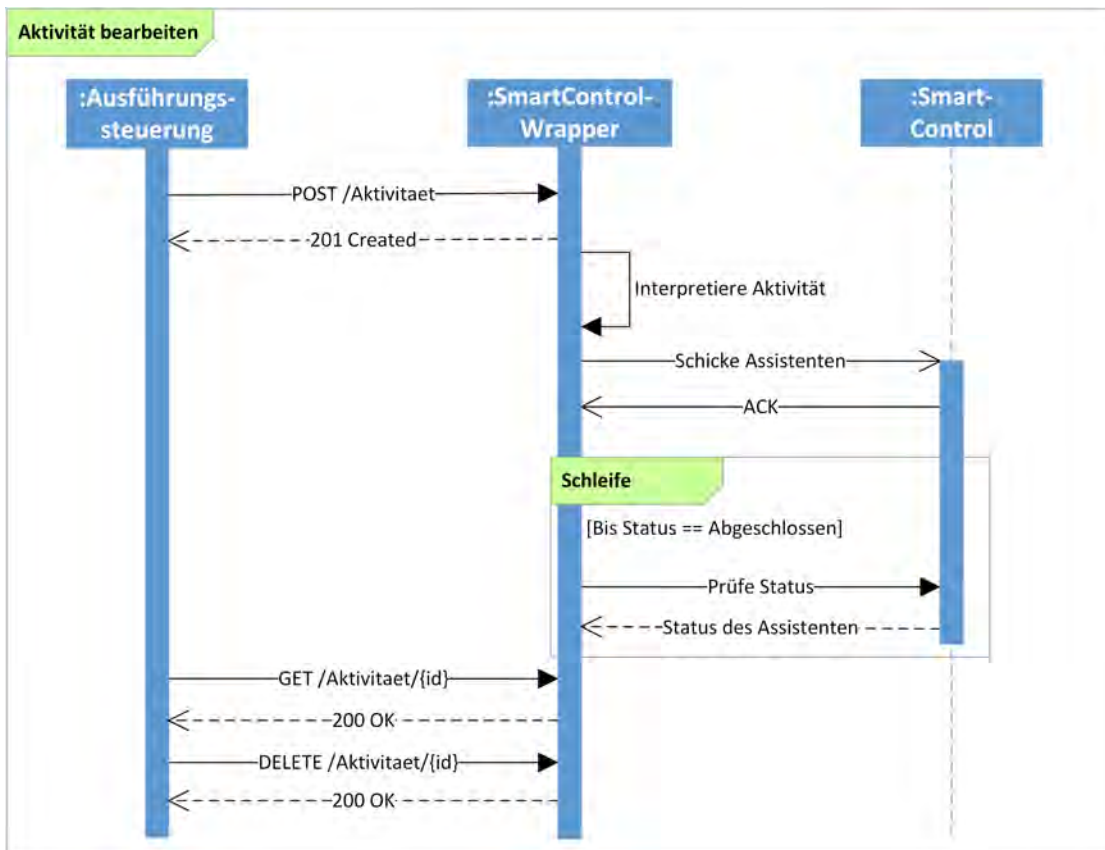 Aktivität bearbeiten
:Ausführungs-
steuerung
:SmartControl-
Wrapper
:Smart-
Control
POST /Aktivitaet
201 Created
Interpretiere Aktivität
Schicke Assistenten
ACK
Schleife
[Bis Status == Abgeschlossen]
Prüfe Status
Status des Assistenten
GET /Aktivitaet/{id}
200 OK
DELETE /Aktivitaet/{id}
200 OK